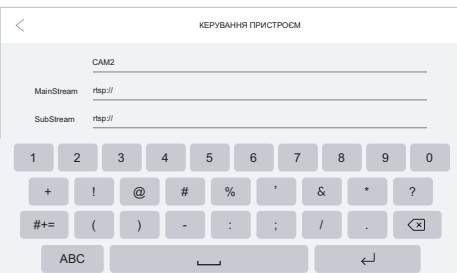 КЕРУВАННЯ ПРИСТРОЄМ
CAM2
MainStream rtsp://
SubStream rtsp://
1 2 3 4 5 6 7 8 9 0
+ ! @ # % ' & * ?
#+= ( ) - : ; / .
ABC